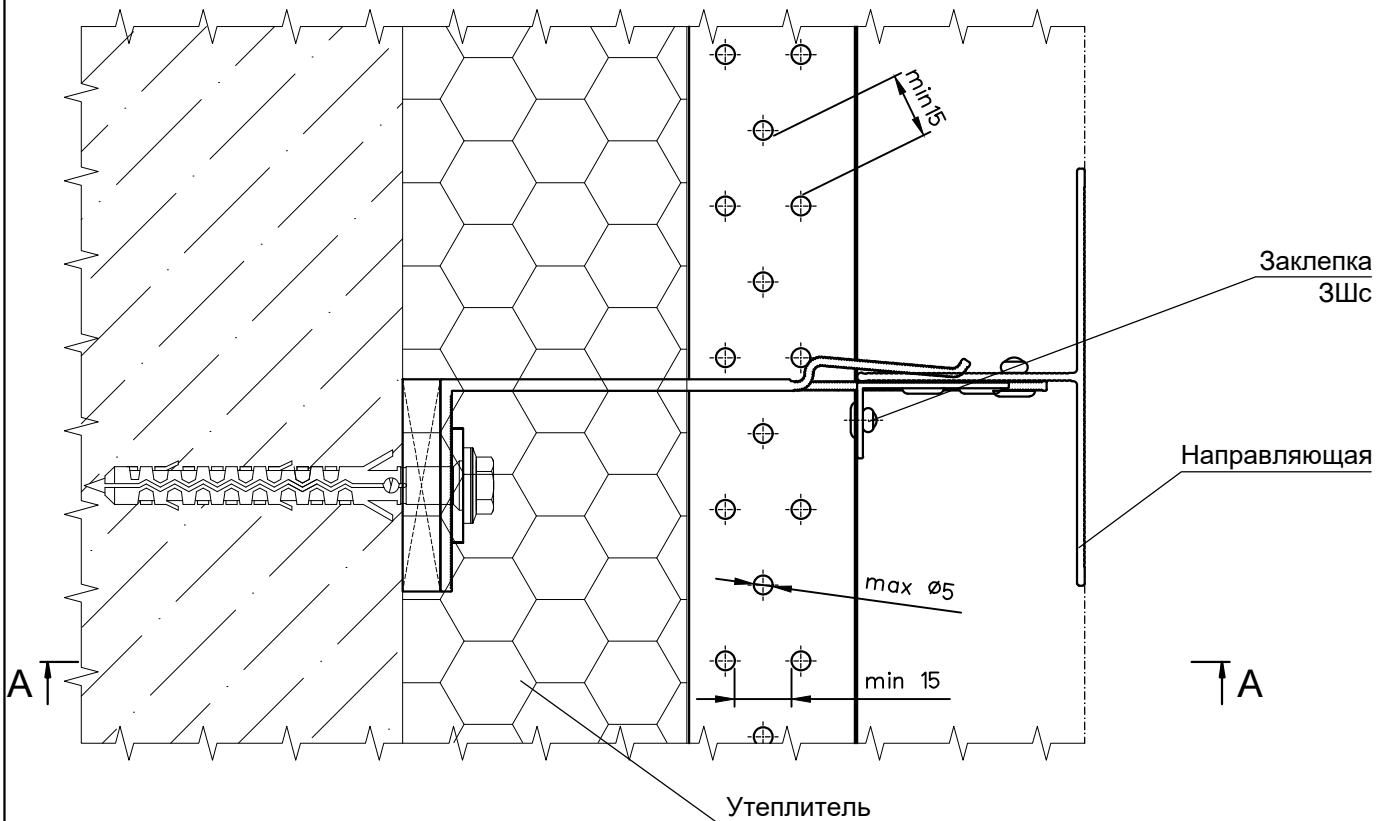 min15
Заклепка
ЗШс
Направляющая
max ø5
А
min 15
А
Утеплитель